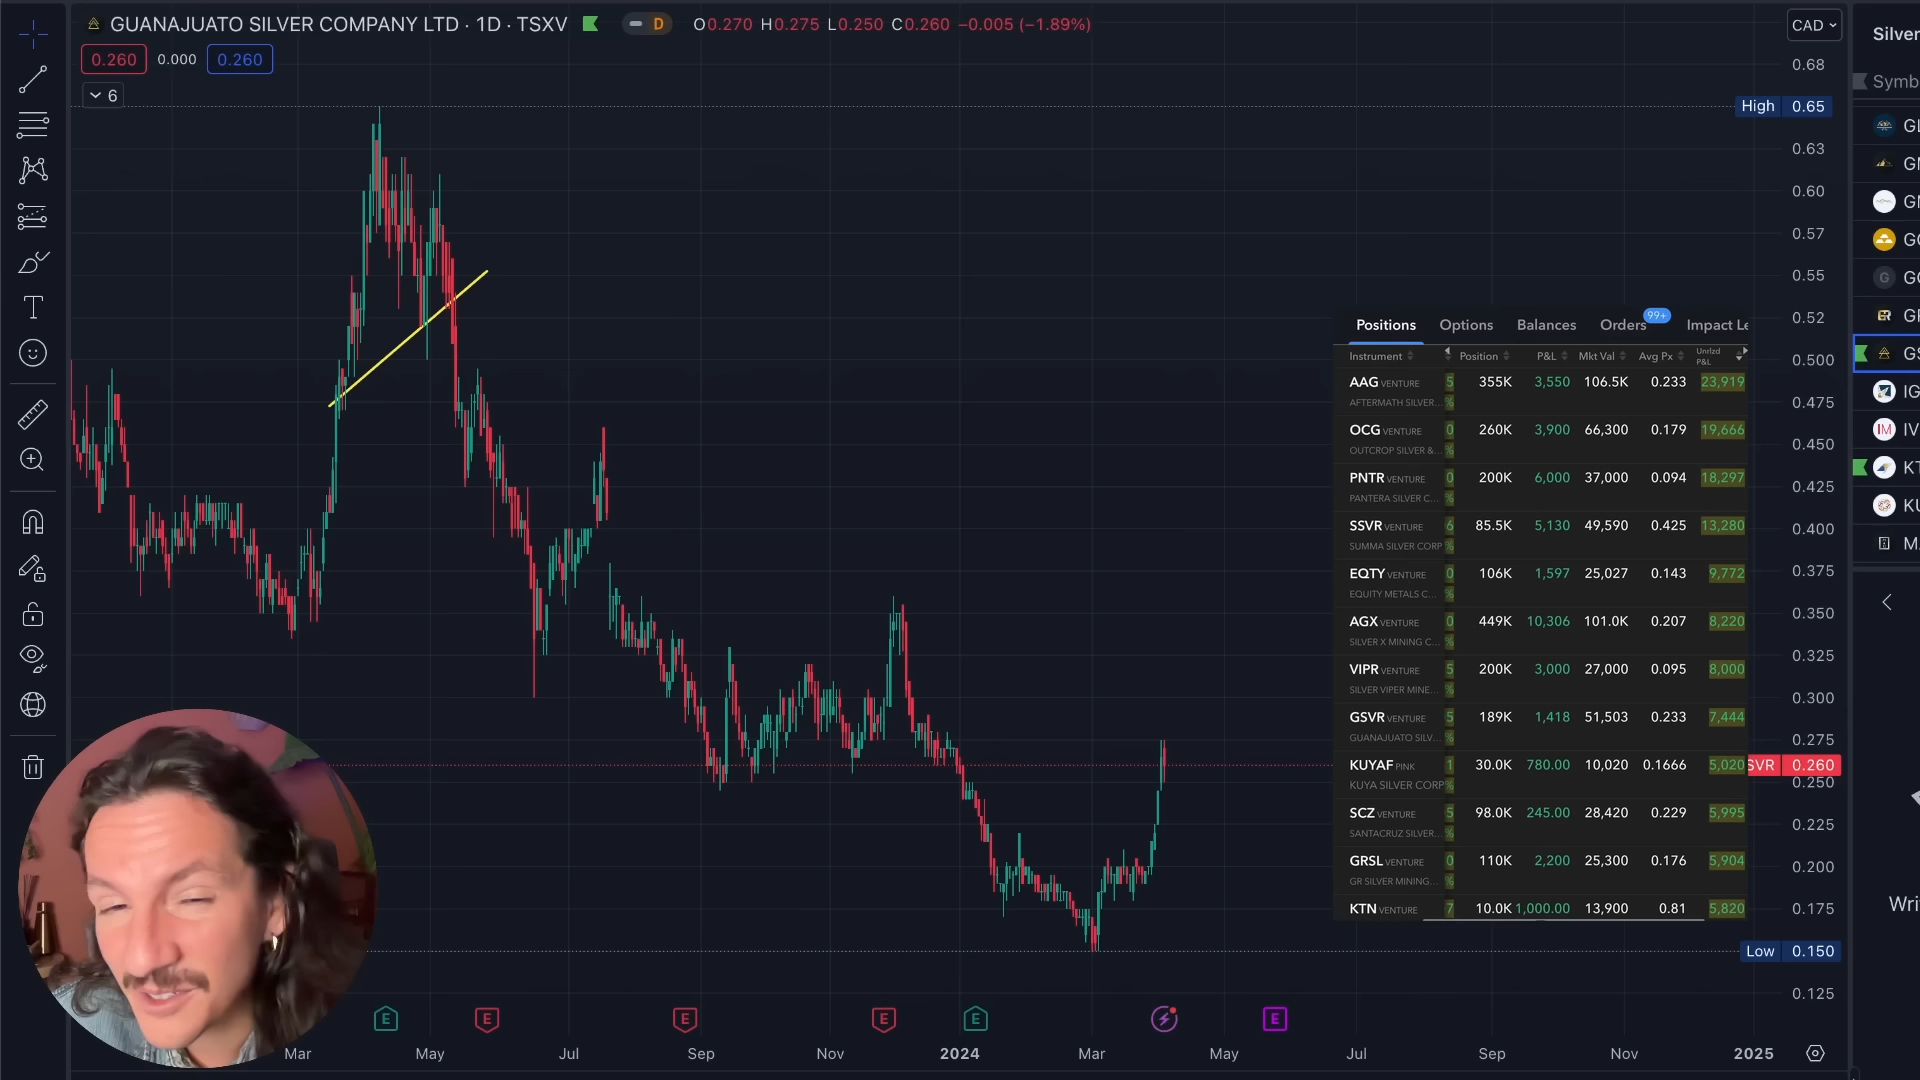 GUANAJUATO SILVER COMPANY LTD · 1D · TSXV D O0.270 H0.275 L0.250 C0.260 −0.005 (−1.89%)
0.260 0.000 0.260
6
CAD
0.68
High 0.65
0.63
0.60
0.57
0.55
0.52
0.500
0.475
0.450
0.425
0.400
0.375
0.350
0.325
0.300
0.275
SVR 0.260
0.250
0.225
0.200
0.175
Low 0.150
0.125
Positions Options Balances Orders 99+ Impact Le
Instrument Position P&L Mkt Val Avg Px Unrlzd P&L
AAG VENTURE 5 355K 3,550 106.5K 0.233 23,919
AFTERMATH SILVER... %
OCG VENTURE 0 260K 3,900 66,300 0.179 19,666
OUTCROP SILVER &... %
PNTR VENTURE 0 200K 6,000 37,000 0.094 18,297
PANTERA SILVER C... %
SSVR VENTURE 6 85.5K 5,130 49,590 0.425 13,280
SUMMA SILVER CORP %
EQTY VENTURE 0 106K 1,597 25,027 0.143 9,772
EQUITY METALS C... %
AGX VENTURE 0 449K 10,306 101.0K 0.207 8,220
SILVER X MINING C... %
VIPR VENTURE 5 200K 3,000 27,000 0.095 8,000
SILVER VIPER MINE... %
GSVR VENTURE 5 189K 1,418 51,503 0.233 7,444
GUANAJUATO SILV... %
KUYAF PINK 1 30.0K 780.00 10,020 0.1666 5,020
KUYA SILVER CORP %
SCZ VENTURE 5 98.0K 245.00 28,420 0.229 5,995
SANTACRUZ SILVER... %
GRSL VENTURE 0 110K 2,200 25,300 0.176 5,904
GR SILVER MINING... %
KTN VENTURE 7 10.0K 1,000.00 13,900 0.81 5,820
E E E E E E
Mar May Jul Sep Nov 2024 Mar May Jul Sep Nov 2025
Silver
Symb
G
IM IV
KT
KU
M
Wri